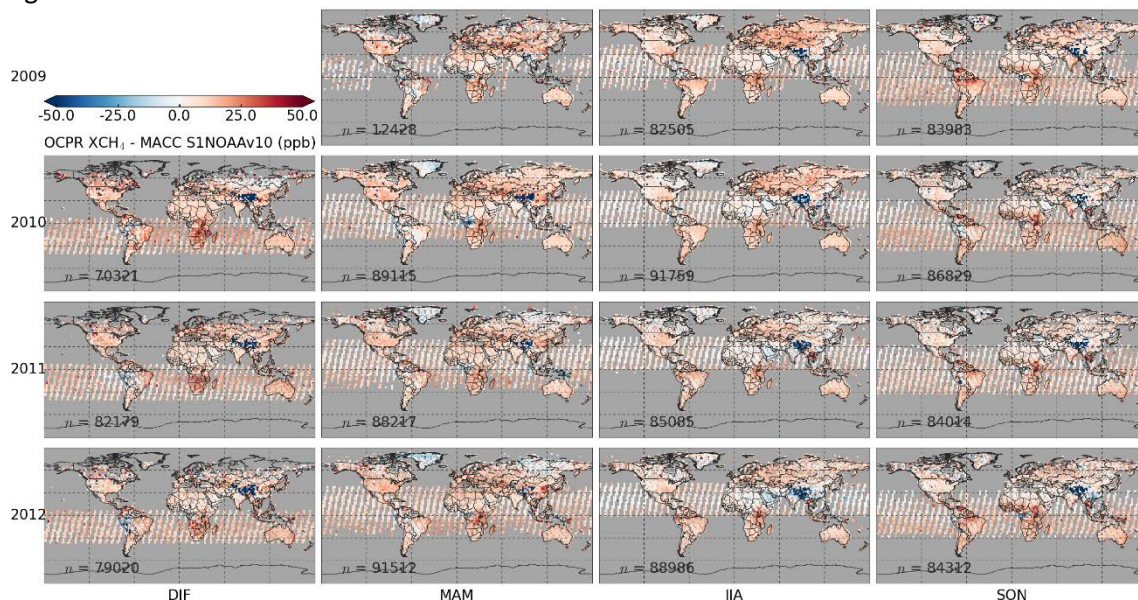 2009
-50.0 -25.0 0.0 25.0 50.0
OCPR XCH₄ - MACC S1NOAAv10 (ppb)
n = 12428
n = 82505
n = 83983
2010
n = 70321
n = 89115
n = 91759
n = 86829
2011
n = 82179
n = 88217
n = 85085
n = 84014
2012
n = 79020
n = 91512
n = 88986
n = 84312
DJF MAM JJA SON